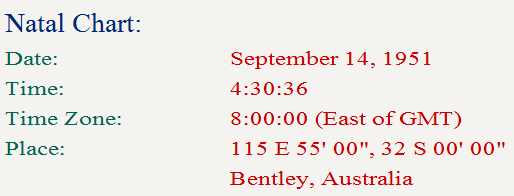 Natal Chart:
Date: September 14, 1951
Time: 4:30:36
Time Zone: 8:00:00 (East of GMT)
Place: 115 E 55' 00", 32 S 00' 00"
Bentley, Australia